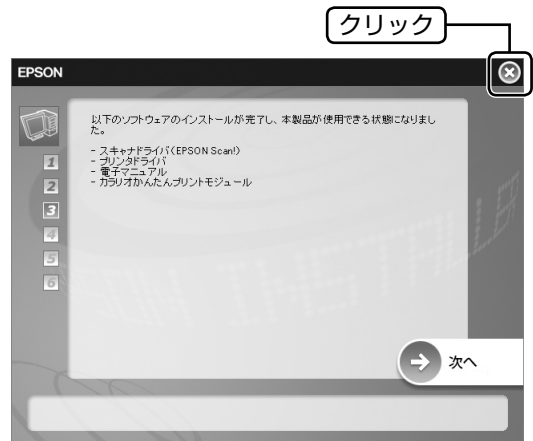 クリック
EPSON
以下のソフトウェアのインストールが完了し、本製品が使用できる状態になりまし
た。
- スキャナドライバ(EPSON Scan!)
- プリンタドライバ
- 電子マニュアル
- カラリオかんたんプリントモジュール
1
2
3
4
5
6
EPSON INSTALL
次へ